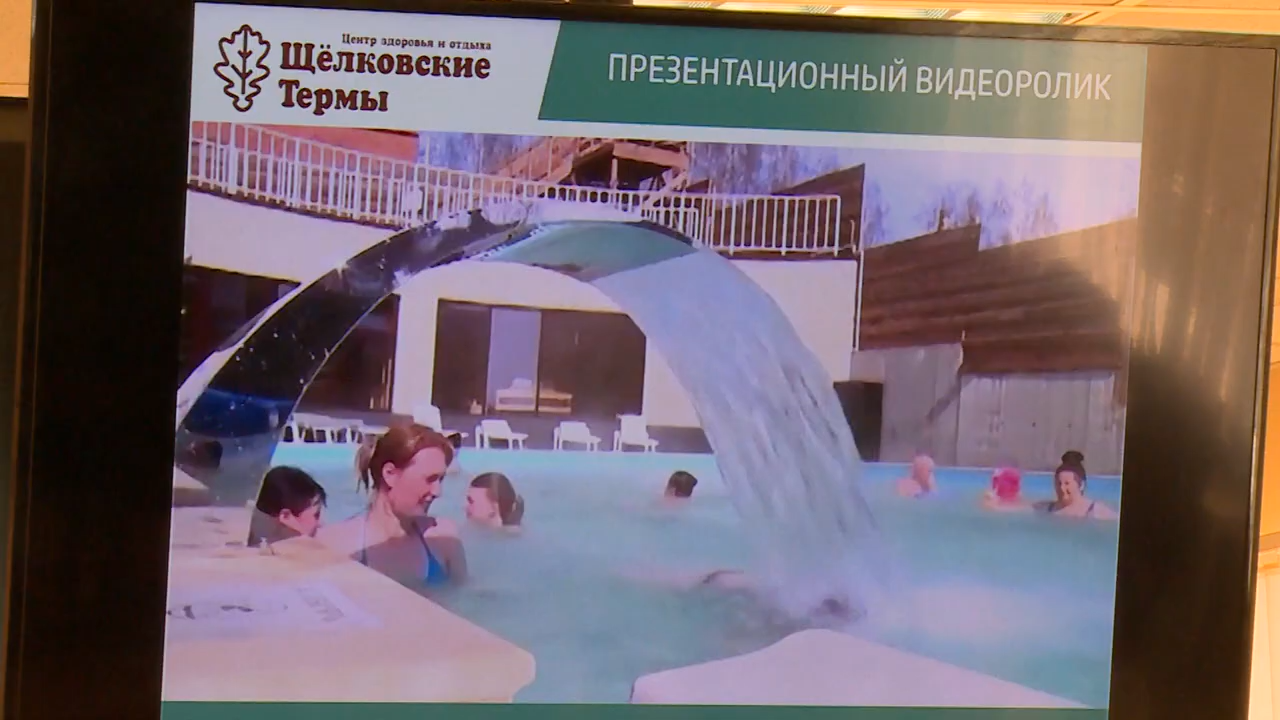 Центр здоровья и отдыха
Щёлковские
Термы
ПРЕЗЕНТАЦИОННЫЙ ВИДЕОРОЛИК